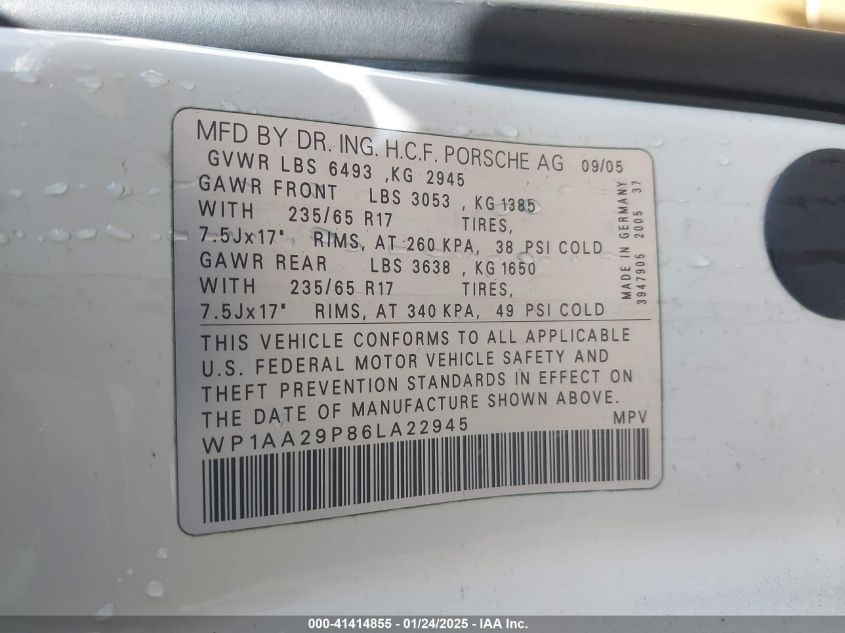 MFD BY DR. ING. H.C.F. PORSCHE AG 09/05
GVWR LBS 6493 ,KG 2945
GAWR FRONT LBS 3053 , KG 1385
WITH 235/65 R17 TIRES,
7.5Jx17" RIMS, AT 260 KPA, 38 PSI COLD
GAWR REAR LBS 3638 , KG 1650
WITH 235/65 R17 TIRES,
7.5Jx17" RIMS, AT 340 KPA, 49 PSI COLD
MADE IN GERMANY
3947905 2005 37
THIS VEHICLE CONFORMS TO ALL APPLICABLE
U.S. FEDERAL MOTOR VEHICLE SAFETY AND
THEFT PREVENTION STANDARDS IN EFFECT ON
THE DATE OF MANUFACTURE SHOWN ABOVE.
WP1AA29P86LA22945 MPV
000-41414855 - 01/24/2025 - IAA Inc.